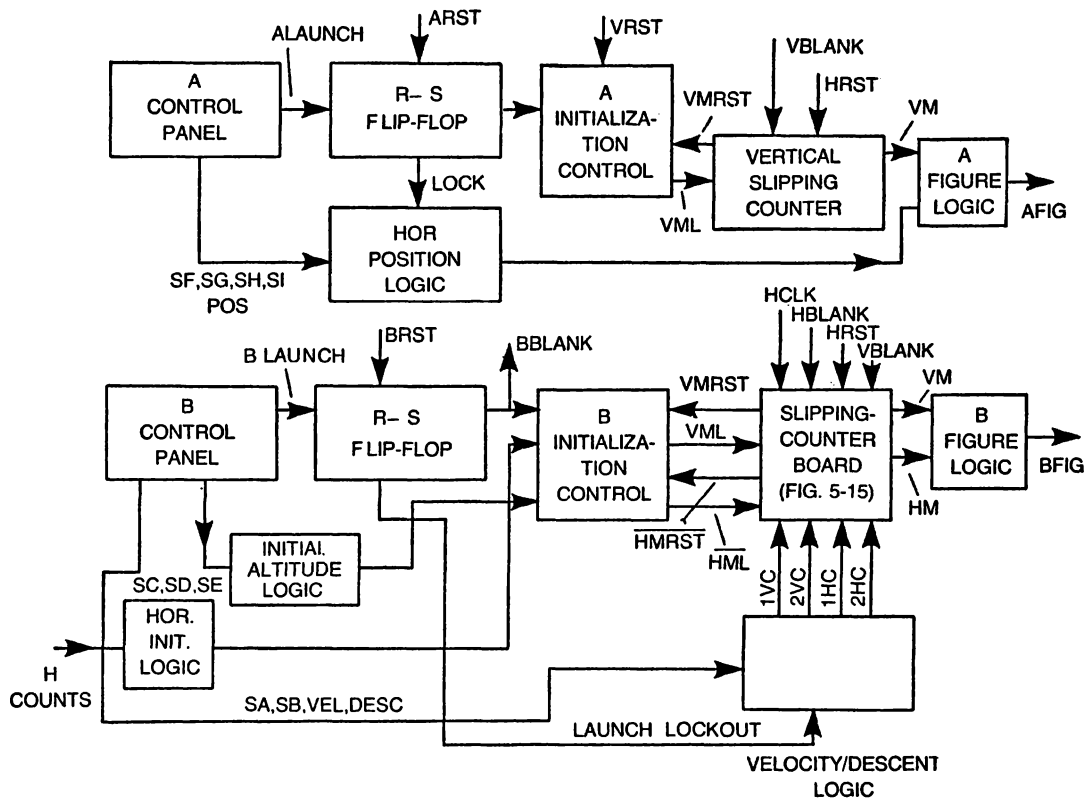 ARST
VRST
ALAUNCH
VBLANK
HRST
A
CONTROL
PANEL
R–S
FLIP-FLOP
A
INITIALIZA-
TION
CONTROL
VMRST
VML
VERTICAL
SLIPPING
COUNTER
VM
A
FIGURE
LOGIC
AFIG
LOCK
HOR
POSITION
LOGIC
SF,SG,SH,SI
POS
HCLK
HBLANK
HRST
VBLANK
BRST
BBLANK
B LAUNCH
B
CONTROL
PANEL
R–S
FLIP-FLOP
B
INITIALIZA-
TION
CONTROL
VMRST
VML
HMRST
HML
SLIPPING-
COUNTER
BOARD
(FIG. 5-15)
VM
HM
B
FIGURE
LOGIC
BFIG
INITIAL
ALTITUDE
LOGIC
SC,SD,SE
HOR.
INIT.
LOGIC
H
COUNTS
1VC
2VC
1HC
2HC
SA,SB,VEL,DESC
LAUNCH LOCKOUT
VELOCITY/DESCENT
LOGIC